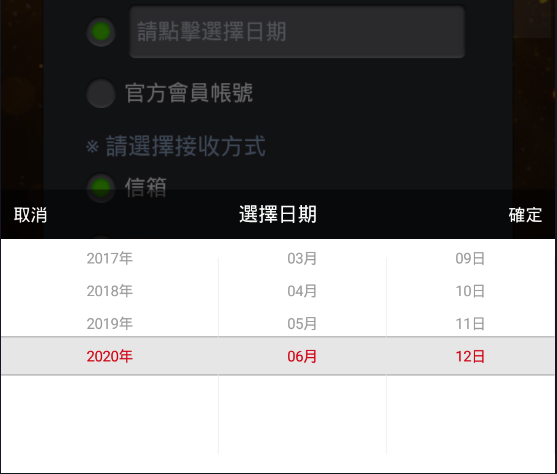 請點擊選擇日期
官方會員帳號
※ 請選擇接收方式
信箱
取消 選擇日期 確定
2017年 03月 09日
2018年 04月 10日
2019年 05月 11日
2020年 06月 12日